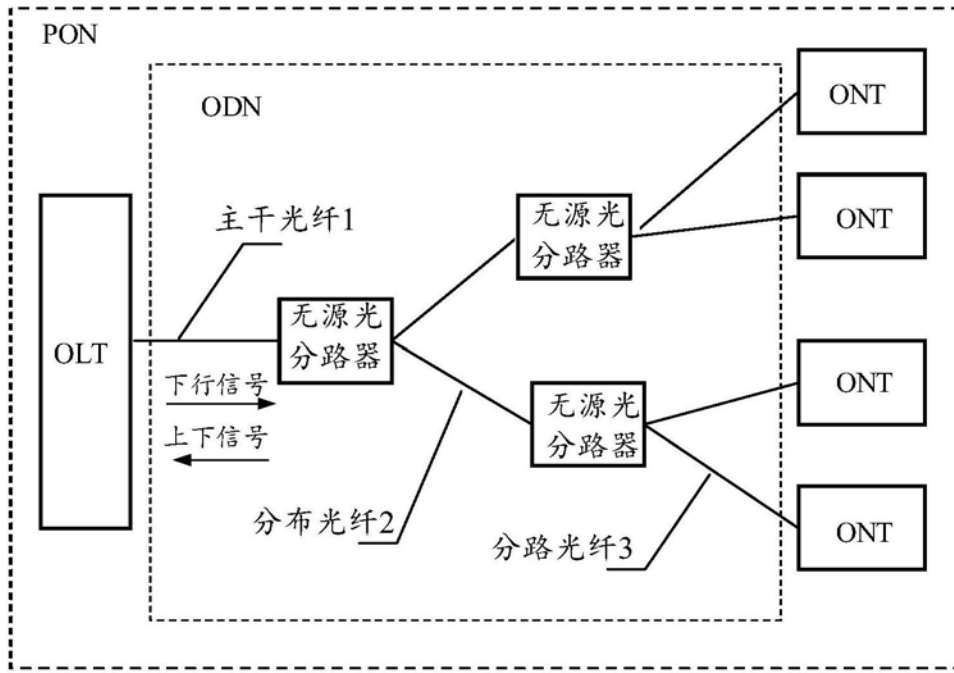 PON
ODN
ONT
ONT
主干光纤1
无源光
分路器
OLT
无源光
分路器
下行信号
上下信号
ONT
无源光
分路器
分布光纤2
分路光纤3
ONT